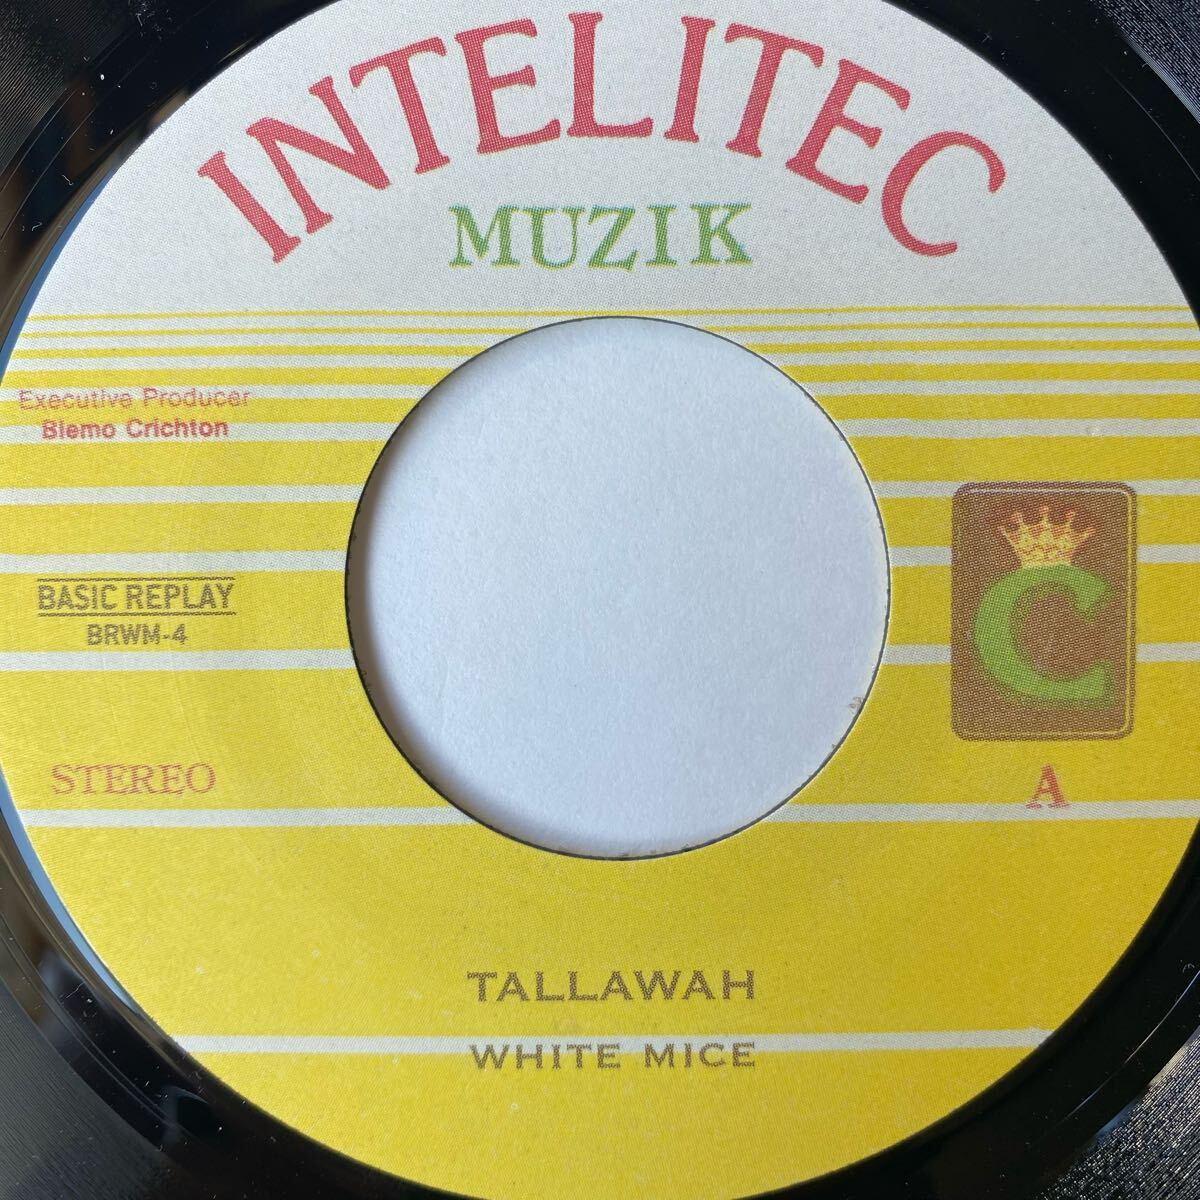 INTELITEC
MUZIK
Executive Producer
Blemo Crichton
BASIC REPLAY
BRWM-4
C
STEREO
A
TALLAWAH
WHITE MICE